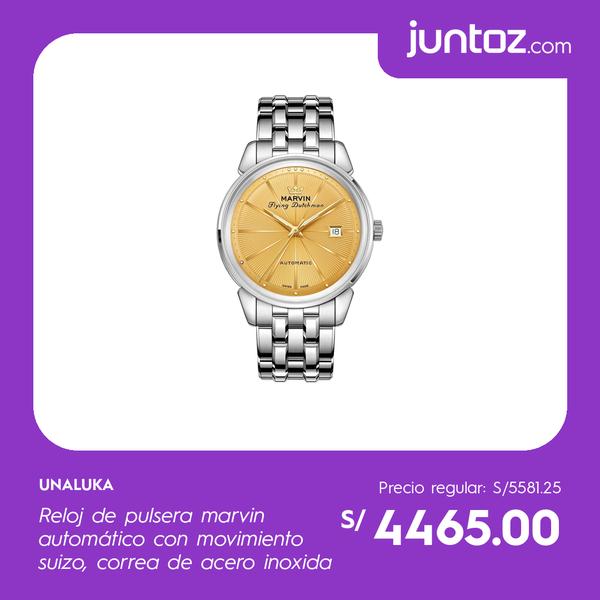 juntoz.com
MARVIN
Flying Dutchman
18
AUTOMATIC
UNALUKA
Reloj de pulsera marvin
automático con movimiento
suizo, correa de acero inoxida
Precio regular: S/5581.25
S/ 4465.00